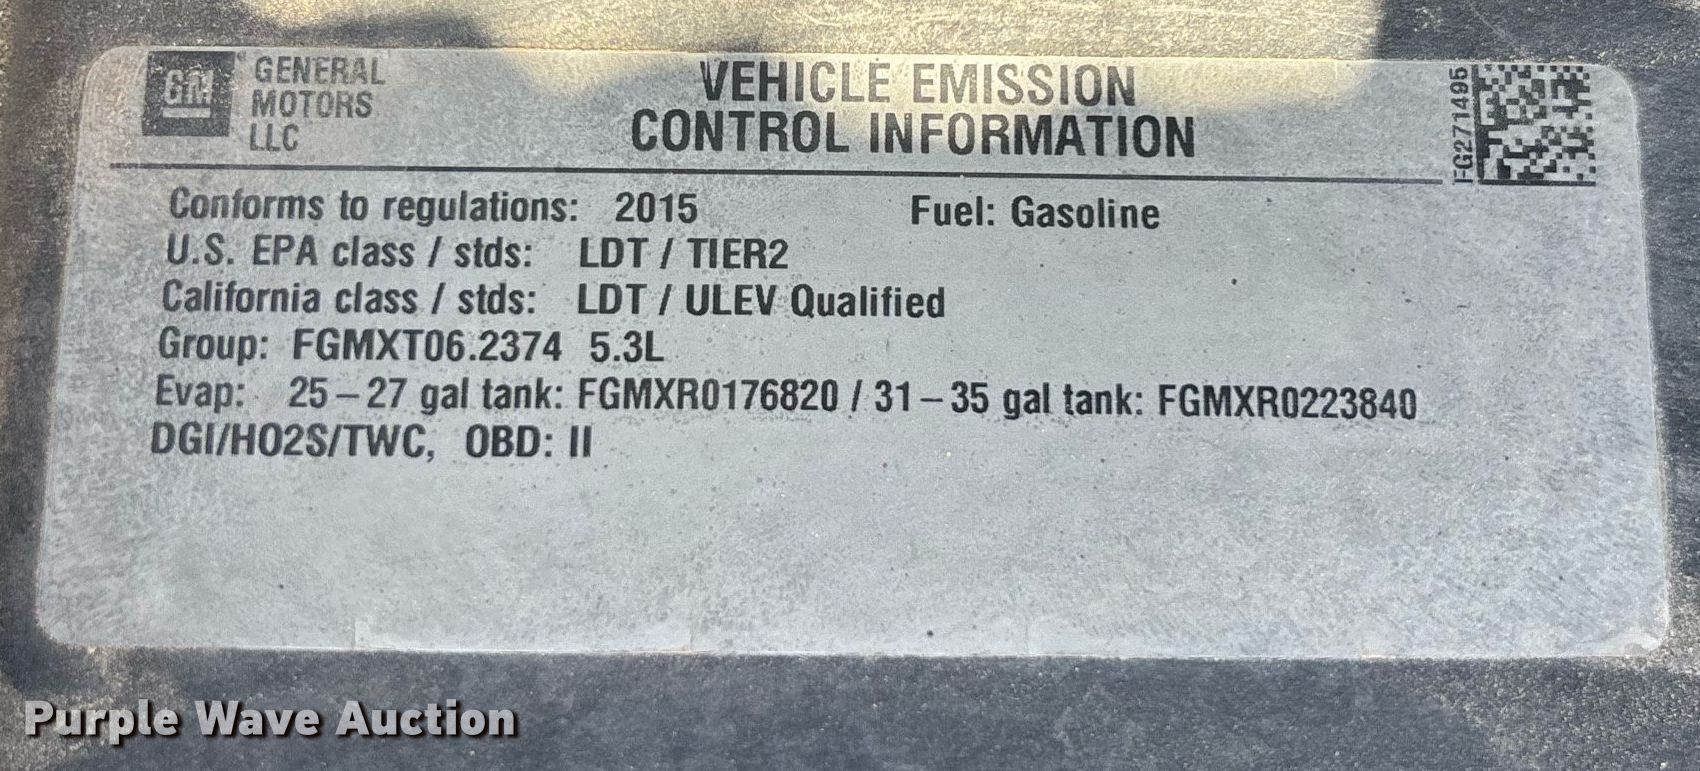 GM
GENERAL
MOTORS
LLC
VEHICLE EMISSION
CONTROL INFORMATION
FG271495
Conforms to regulations: 2015 Fuel: Gasoline
U.S. EPA class / stds: LDT / TIER2
California class / stds: LDT / ULEV Qualified
Group: FGMXT06.2374 5.3L
Evap: 25–27 gal tank: FGMXR0176820 / 31–35 gal tank: FGMXR0223840
DGI/HO2S/TWC, OBD: II
Purple Wave Auction